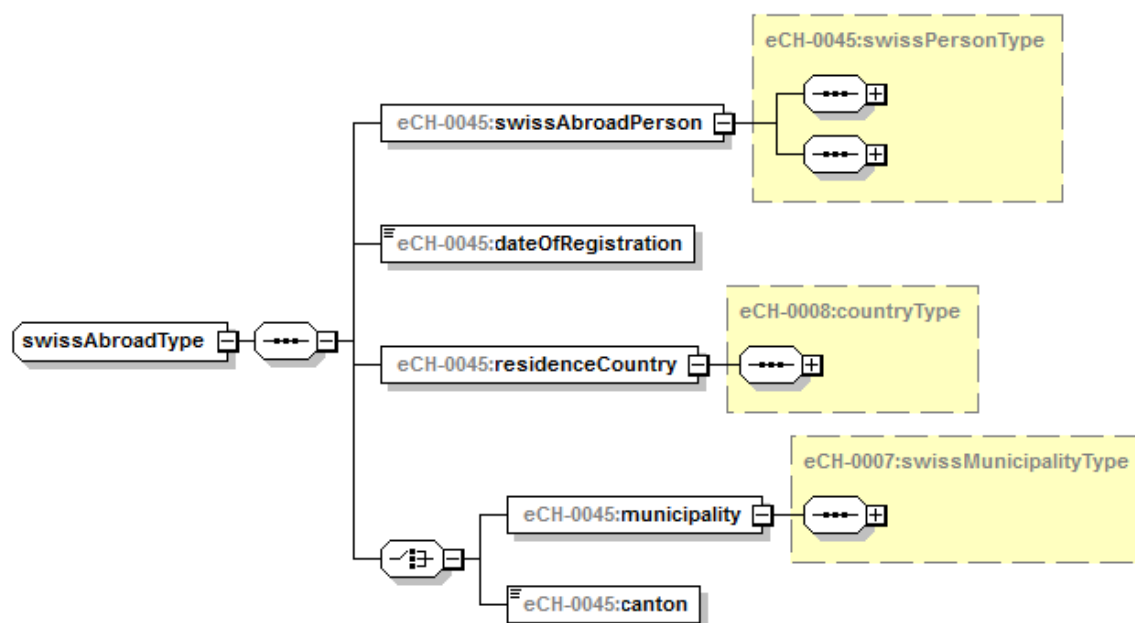 eCH-0045:swissPersonType
eCH-0045:swissAbroadPerson
eCH-0045:dateOfRegistration
eCH-0008:countryType
swissAbroadType
eCH-0045:residenceCountry
eCH-0007:swissMunicipalityType
eCH-0045:municipality
eCH-0045:canton